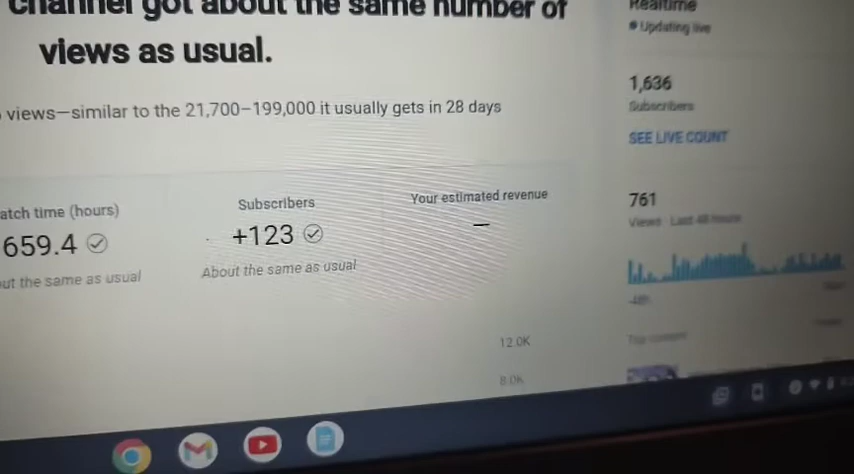 channel got about the same number of
views as usual.
views—similar to the 21,700–199,000 it usually gets in 28 days
atch time (hours)
659.4
ut the same as usual
Subscribers
+123
About the same as usual
Your estimated revenue
—
12.0K
8.0K
Realtime
Updating live
1,636
Subscribers
SEE LIVE COUNT
761
Views · Last 48 hours
-48h
Top content